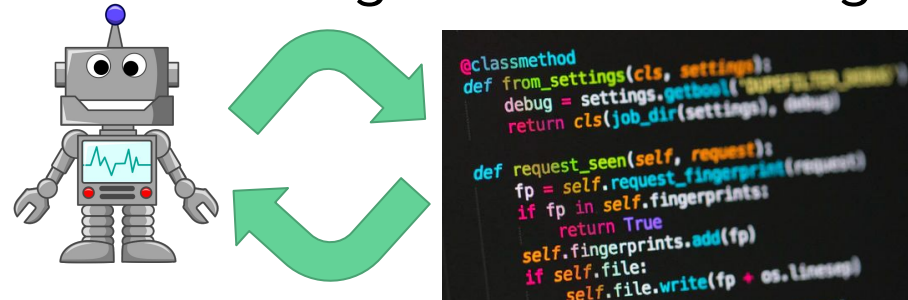 @classmethod
def from_settings(cls, settings):
debug = settings.getbool('DUPEFILTER_DEBUG')
return cls(job_dir(settings), debug)
def request_seen(self, request):
fp = self.request_fingerprint(request)
if fp in self.fingerprints:
return True
self.fingerprints.add(fp)
if self.file:
self.file.write(fp + os.linesep)